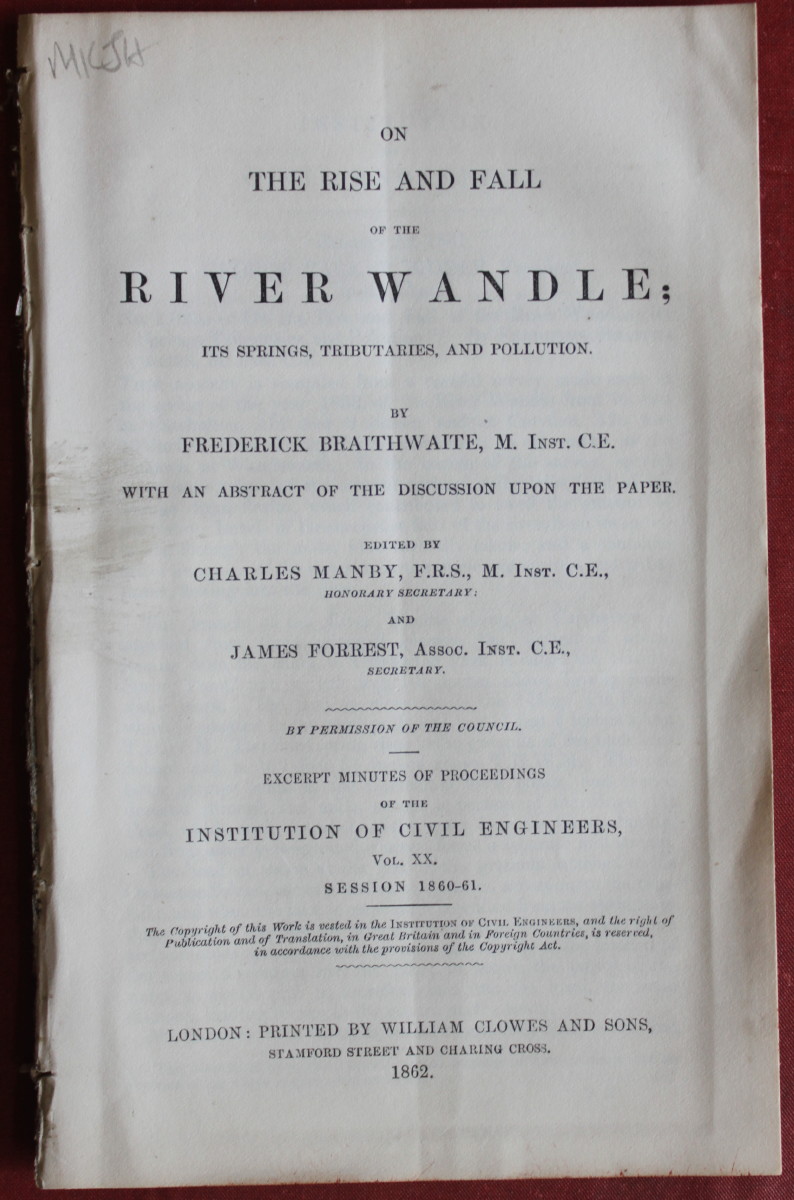 ON
THE RISE AND FALL
OF THE
RIVER WANDLE;
ITS SPRINGS, TRIBUTARIES, AND POLLUTION.
BY
FREDERICK BRAITHWAITE, M. INST. C.E.
WITH AN ABSTRACT OF THE DISCUSSION UPON THE PAPER.
EDITED BY
CHARLES MANBY, F.R.S., M. INST. C.E.,
HONORARY SECRETARY:
AND
JAMES FORREST, ASSOC. INST. C.E.,
SECRETARY.
BY PERMISSION OF THE COUNCIL.
EXCERPT MINUTES OF PROCEEDINGS
OF THE
INSTITUTION OF CIVIL ENGINEERS,
VOL. XX.
SESSION 1860-61.
The Copyright of this Work is vested in the INSTITUTION OF CIVIL ENGINEERS, and the right of
Publication and of Translation, in Great Britain and in Foreign Countries, is reserved,
in accordance with the provisions of the Copyright Act.
LONDON: PRINTED BY WILLIAM CLOWES AND SONS,
STAMFORD STREET AND CHARING CROSS.
1862.